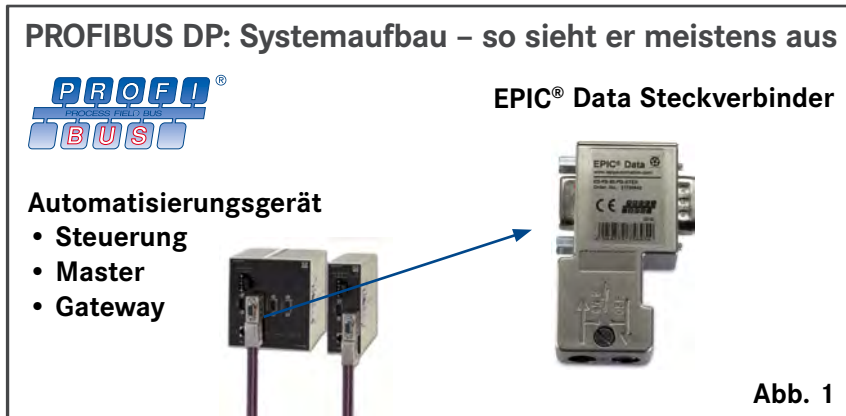 PROFIBUS DP: Systemaufbau – so sieht er meistens aus
PROFI®
PROCESS FIELD BUS
BUS
EPIC® Data Steckverbinder
Automatisierungsgerät
• Steuerung
• Master
• Gateway
EPIC® Data
CE
Abb. 1